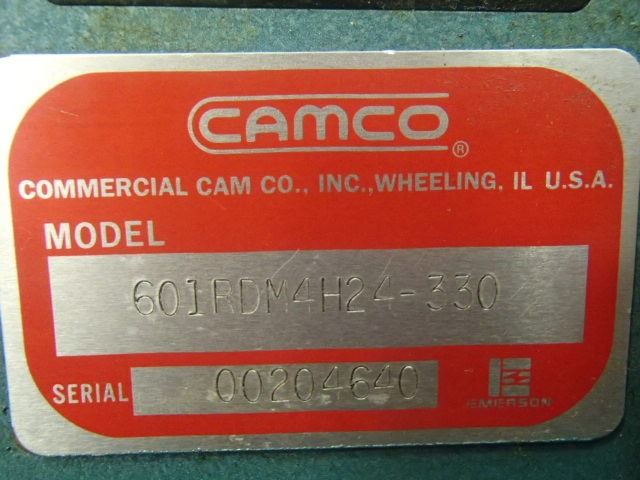 CAMCO ®
COMMERCIAL CAM CO., INC.,WHEELING, IL U.S.A.
MODEL
601RDM4H24-330
SERIAL 00204640
EMERSON